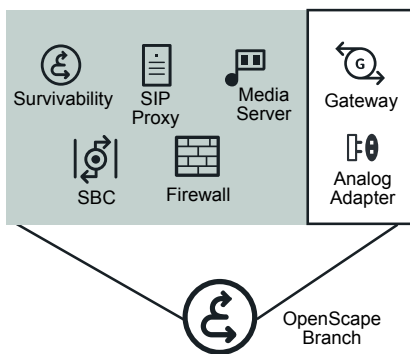 Survivability
SIP
Proxy
Media
Server
G
Gateway
SBC
Firewall
Analog
Adapter
OpenScape
Branch